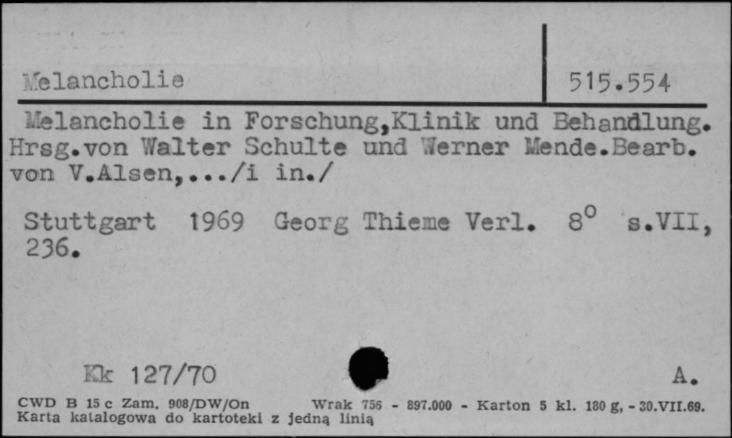 Melancholie 515.554
Melancholie in Forschung,Klinik und Behandlung.
Hrsg.von Walter Schulte und Werner Mende.Bearb.
von V.Alsen,.../i in./
Stuttgart 1969 Georg Thieme Verl. 8° s.VII,
236.
Kk 127/70 A.
CWD B 15 c Zam. 908/DW/On Wrak 756 - 897.000 - Karton 5 kl. 180 g, - 30.VII.69.
Karta katalogowa do kartoteki z jedną linią